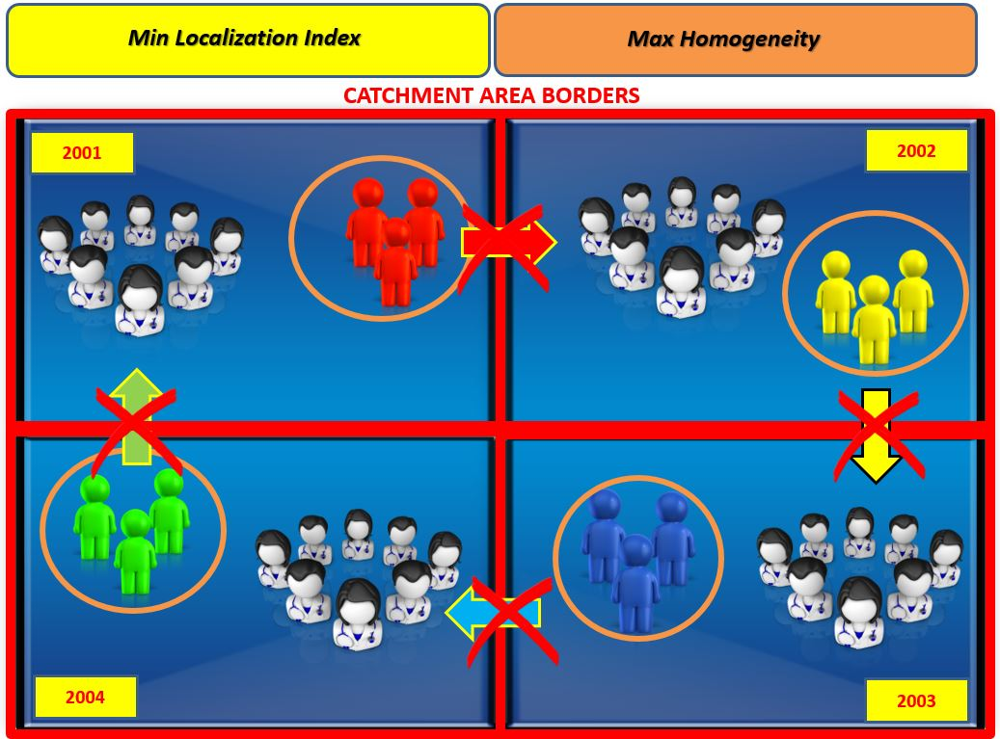 Min Localization Index
Max Homogeneity
CATCHMENT AREA BORDERS
2001
2002
2004
2003